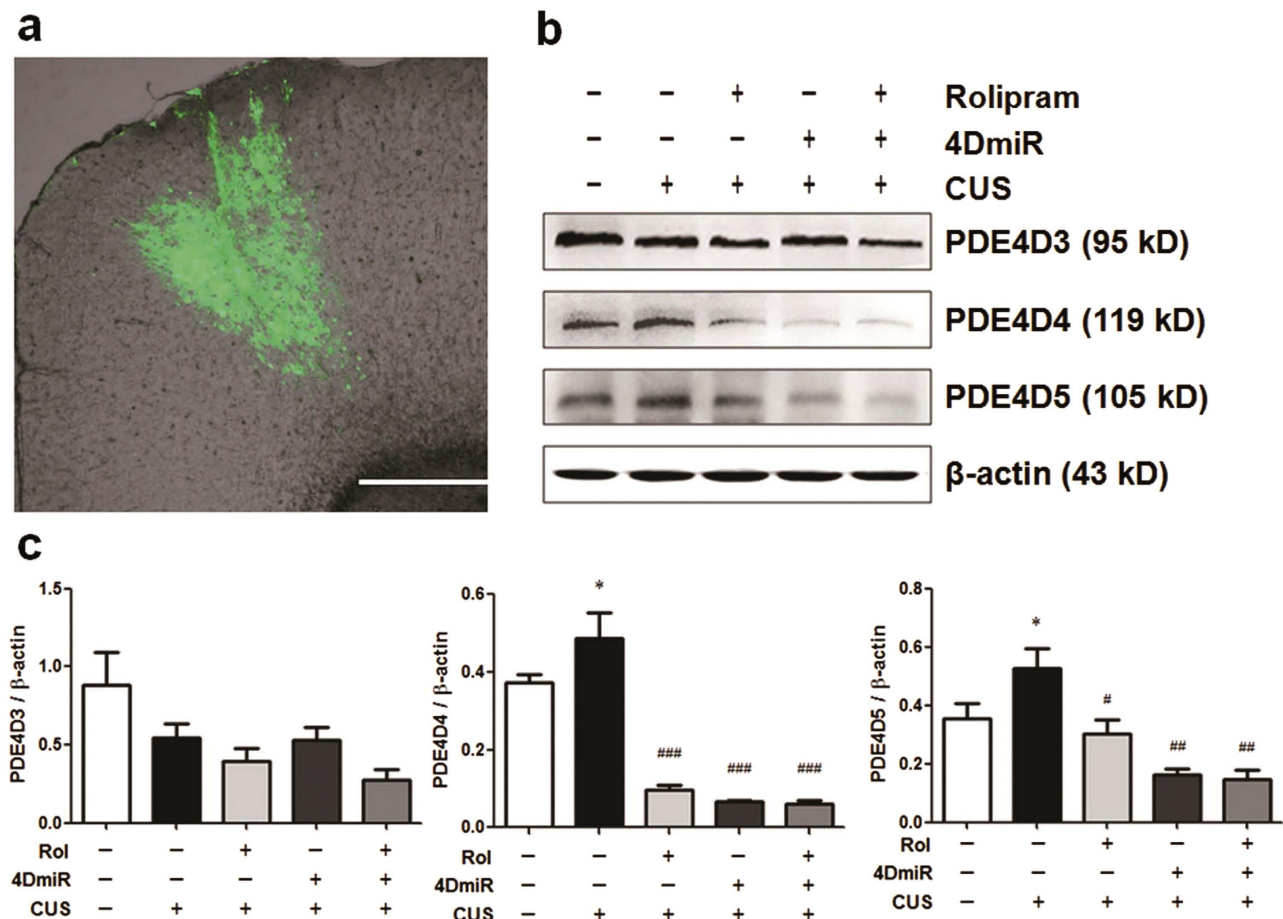 a
b
– – + – + Rolipram
– – – + + 4DmiR
– + + + + CUS
PDE4D3 (95 kD)
PDE4D4 (119 kD)
PDE4D5 (105 kD)
β-actin (43 kD)
c
PDE4D3 / β-actin
1.5
1.0
0.5
0.0
Rol – – + – +
4DmiR – – – + +
CUS – + + + +
PDE4D4 / β-actin
0.6
0.4
0.2
0.0
*
### ### ###
Rol – – + – +
4DmiR – – – + +
CUS – + + + +
PDE4D5 / β-actin
0.8
0.6
0.4
0.2
0.0
*
#
## ##
Rol – – + – +
4DmiR – – – + +
CUS – + + + +